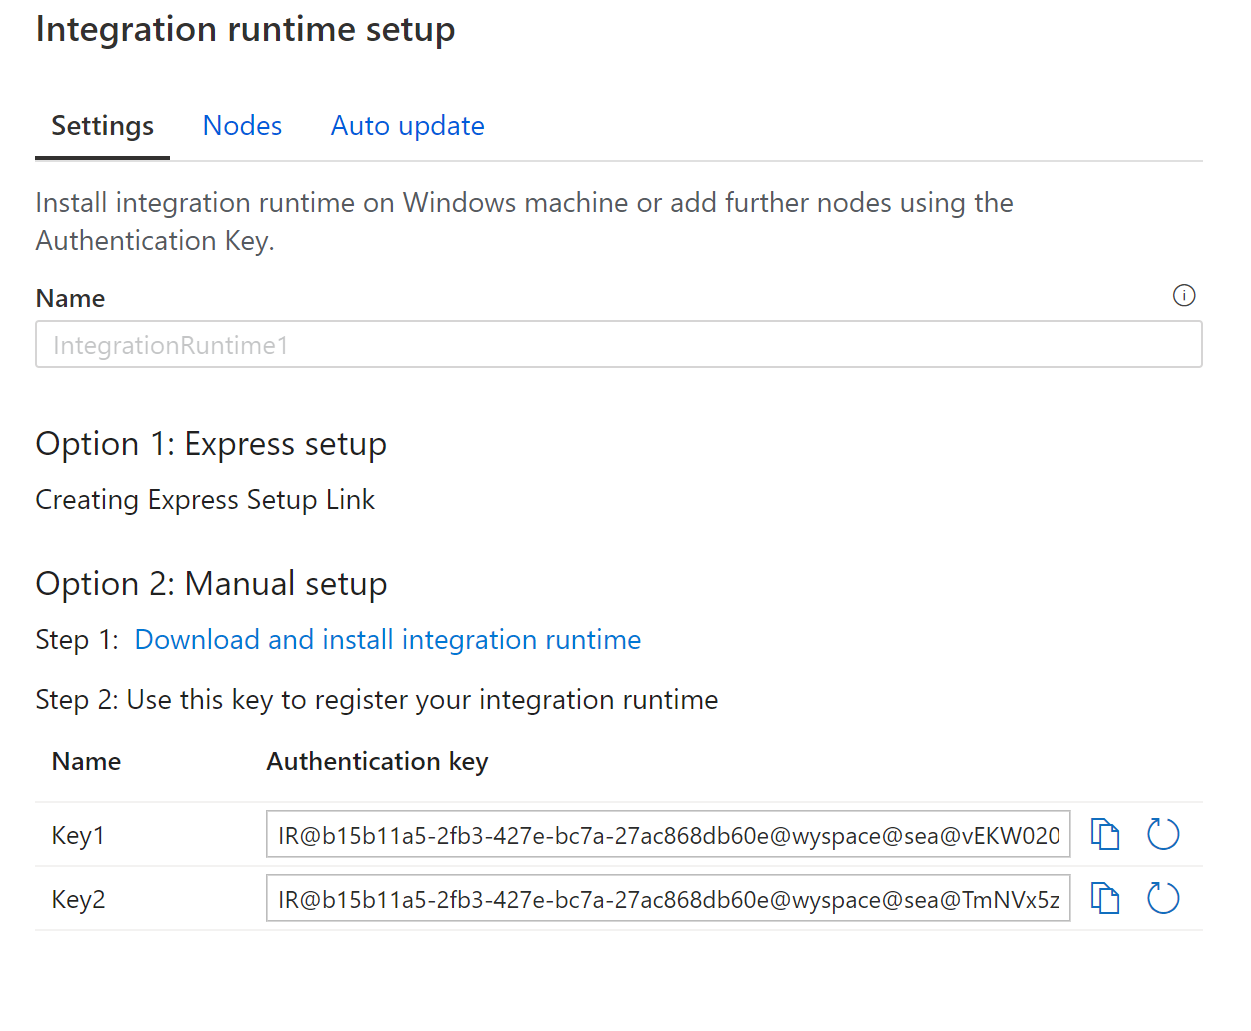 Integration runtime setup
Settings Nodes Auto update
Install integration runtime on Windows machine or add further nodes using the
Authentication Key.
Name
IntegrationRuntime1
Option 1: Express setup
Creating Express Setup Link
Option 2: Manual setup
Step 1: Download and install integration runtime
Step 2: Use this key to register your integration runtime
Name Authentication key
Key1 IR@b15b11a5-2fb3-427e-bc7a-27ac868db60e@wyspace@sea@vEKW020
Key2 IR@b15b11a5-2fb3-427e-bc7a-27ac868db60e@wyspace@sea@TmNVx5z